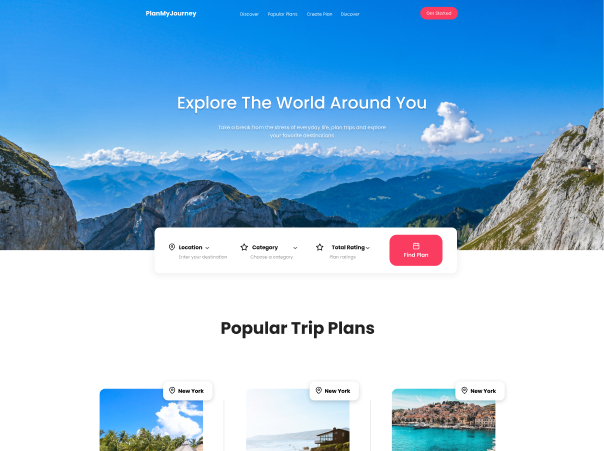 PlanMyJourney
Discover Popular Plans Create Plan Discover
Get Started
Explore The World Around You
Take a break from the stress of everyday life, plan trips and explore
your favorite destinations
Location Category Total Rating
Enter your destination Choose a category Plan ratings
Find Plan
Popular Trip Plans
New York New York New York